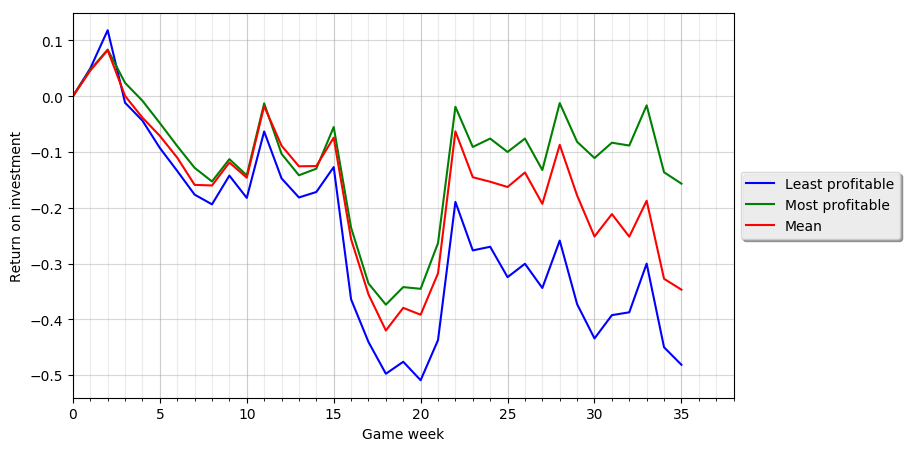 0.1
0.0
−0.1
−0.2
−0.3
−0.4
−0.5
Return on investment
0 5 10 15 20 25 30 35
Game week
Least profitable
Most profitable
Mean